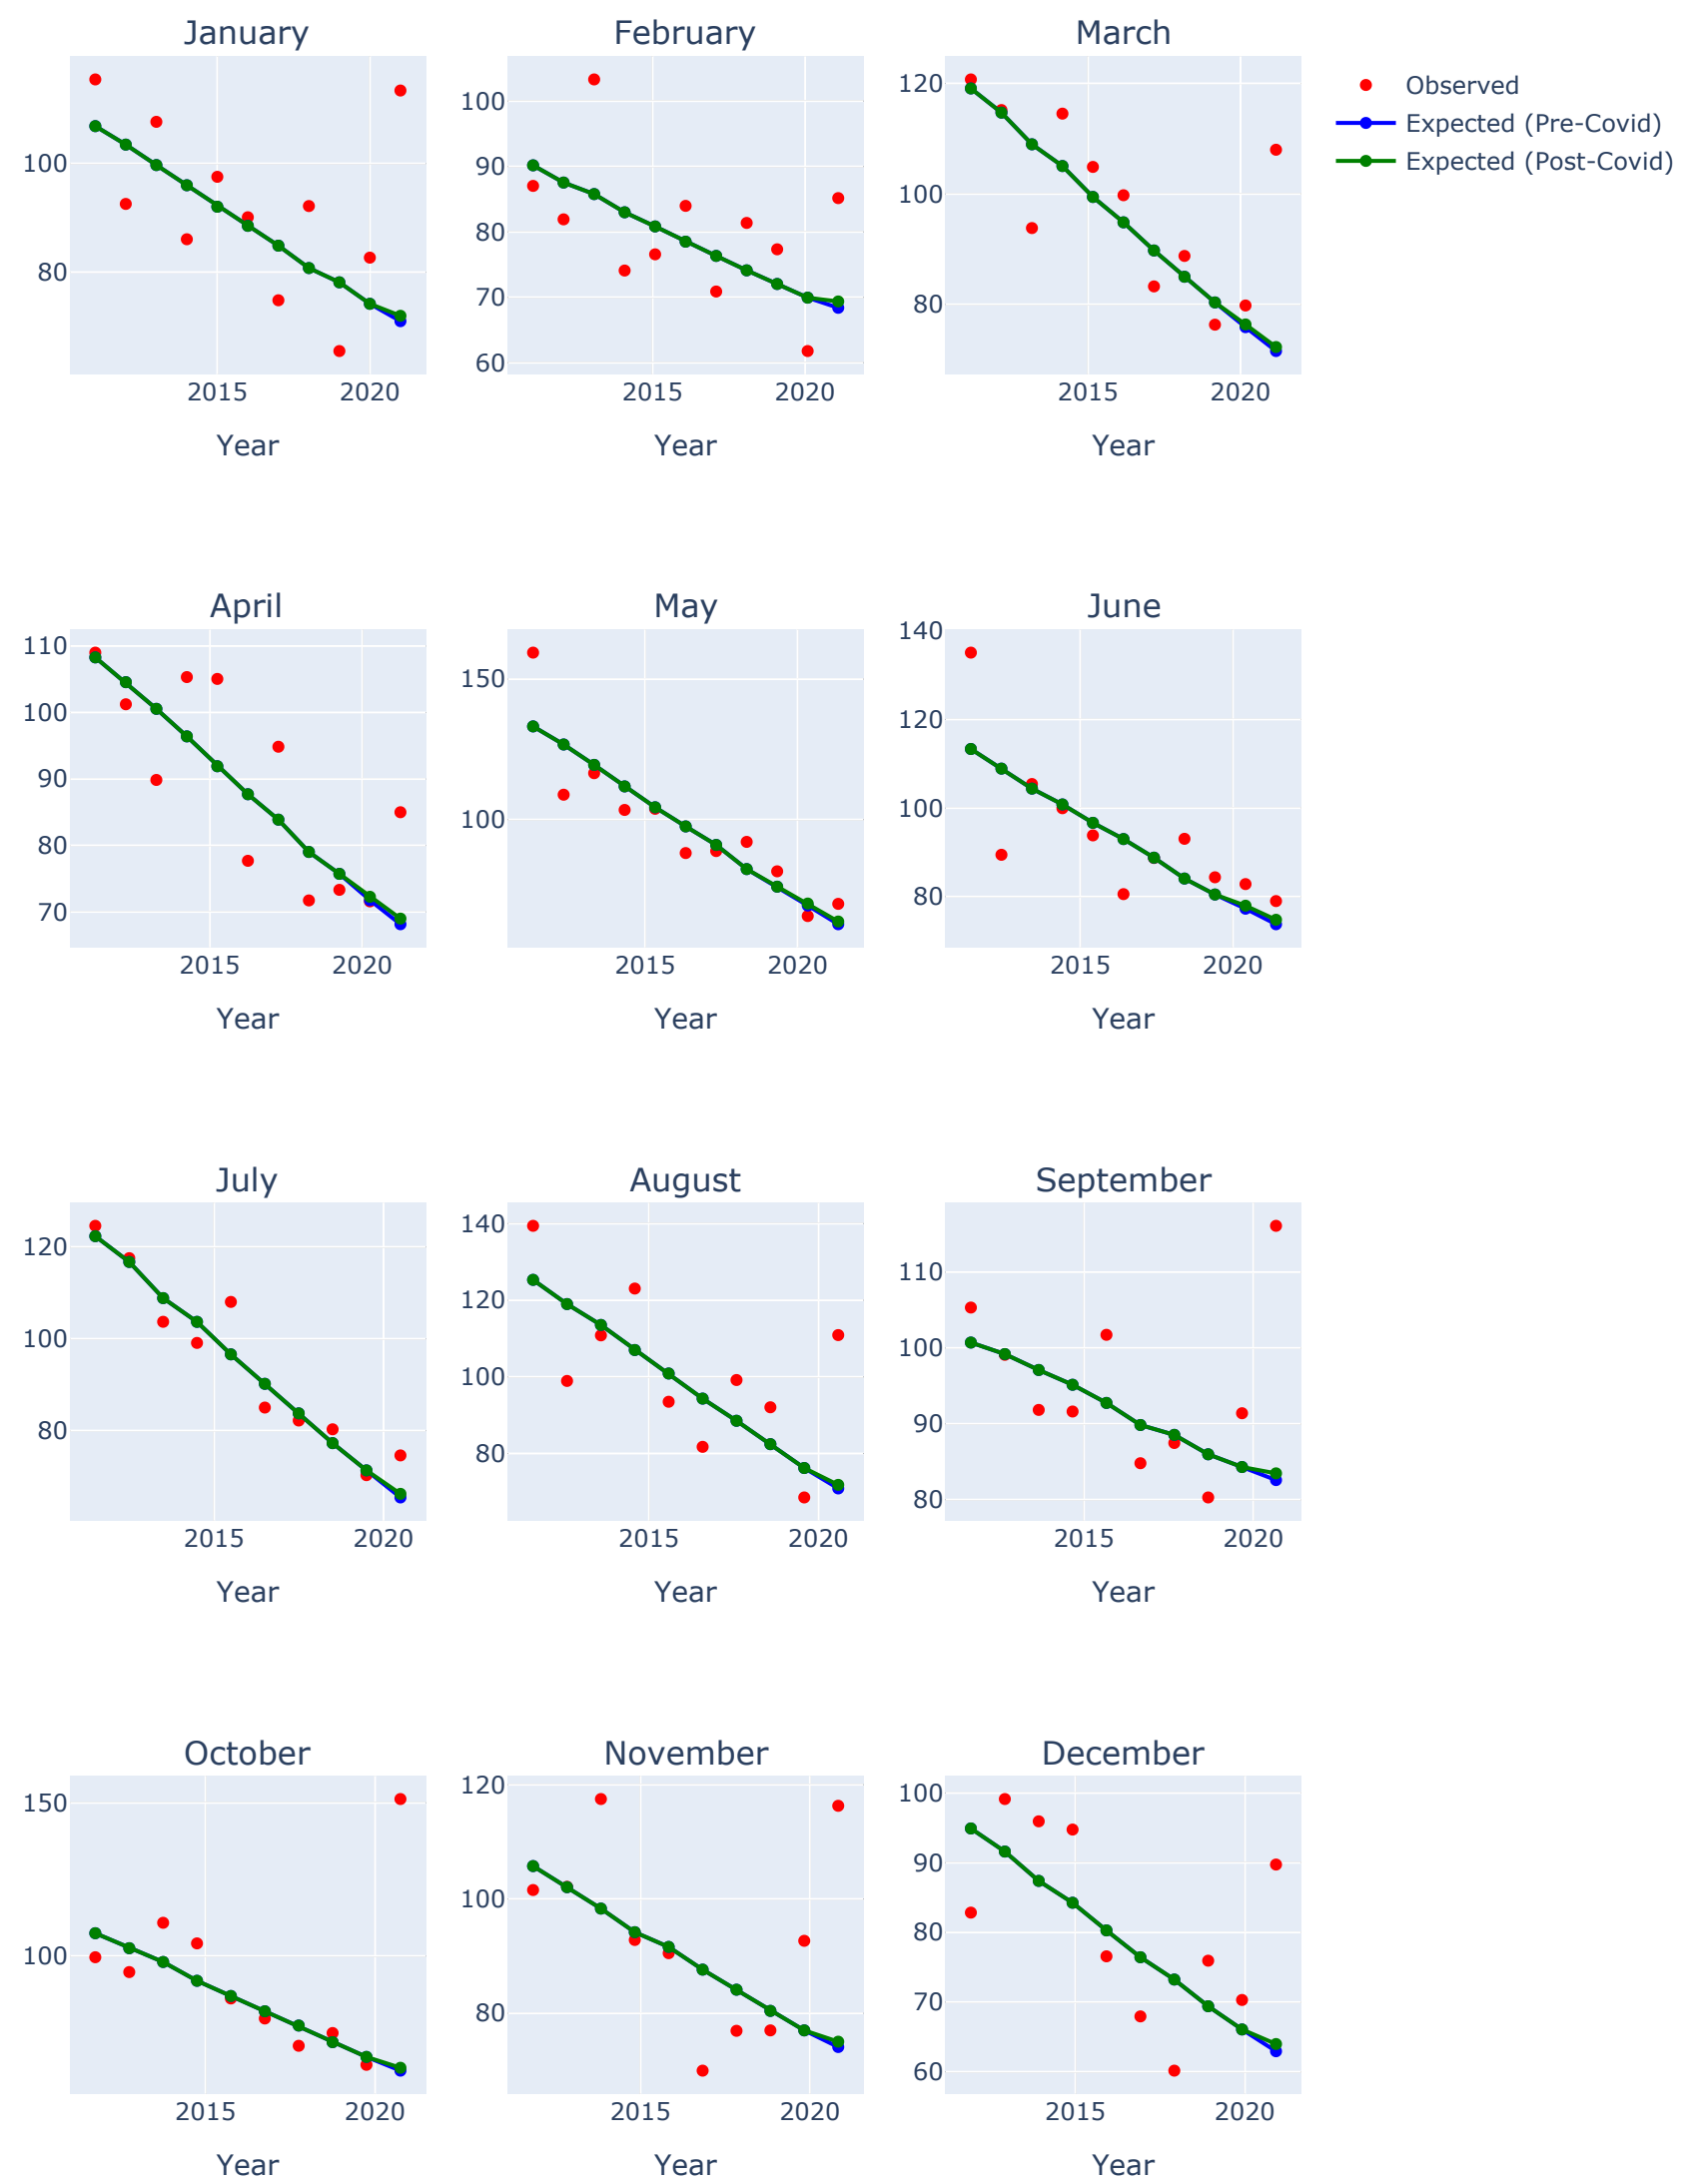 January
February
March
Observed
Expected (Pre-Covid)
Expected (Post-Covid)
100
80
2015
2020
Year
100
90
80
70
60
2015
2020
Year
120
100
80
2015
2020
Year
April
May
June
110
100
90
80
70
2015
2020
Year
150
100
2015
2020
Year
140
120
100
80
2015
2020
Year
July
August
September
120
100
80
2015
2020
Year
140
120
100
80
2015
2020
Year
110
100
90
80
2015
2020
Year
October
November
December
150
100
2015
2020
Year
120
100
80
2015
2020
Year
100
90
80
70
60
2015
2020
Year